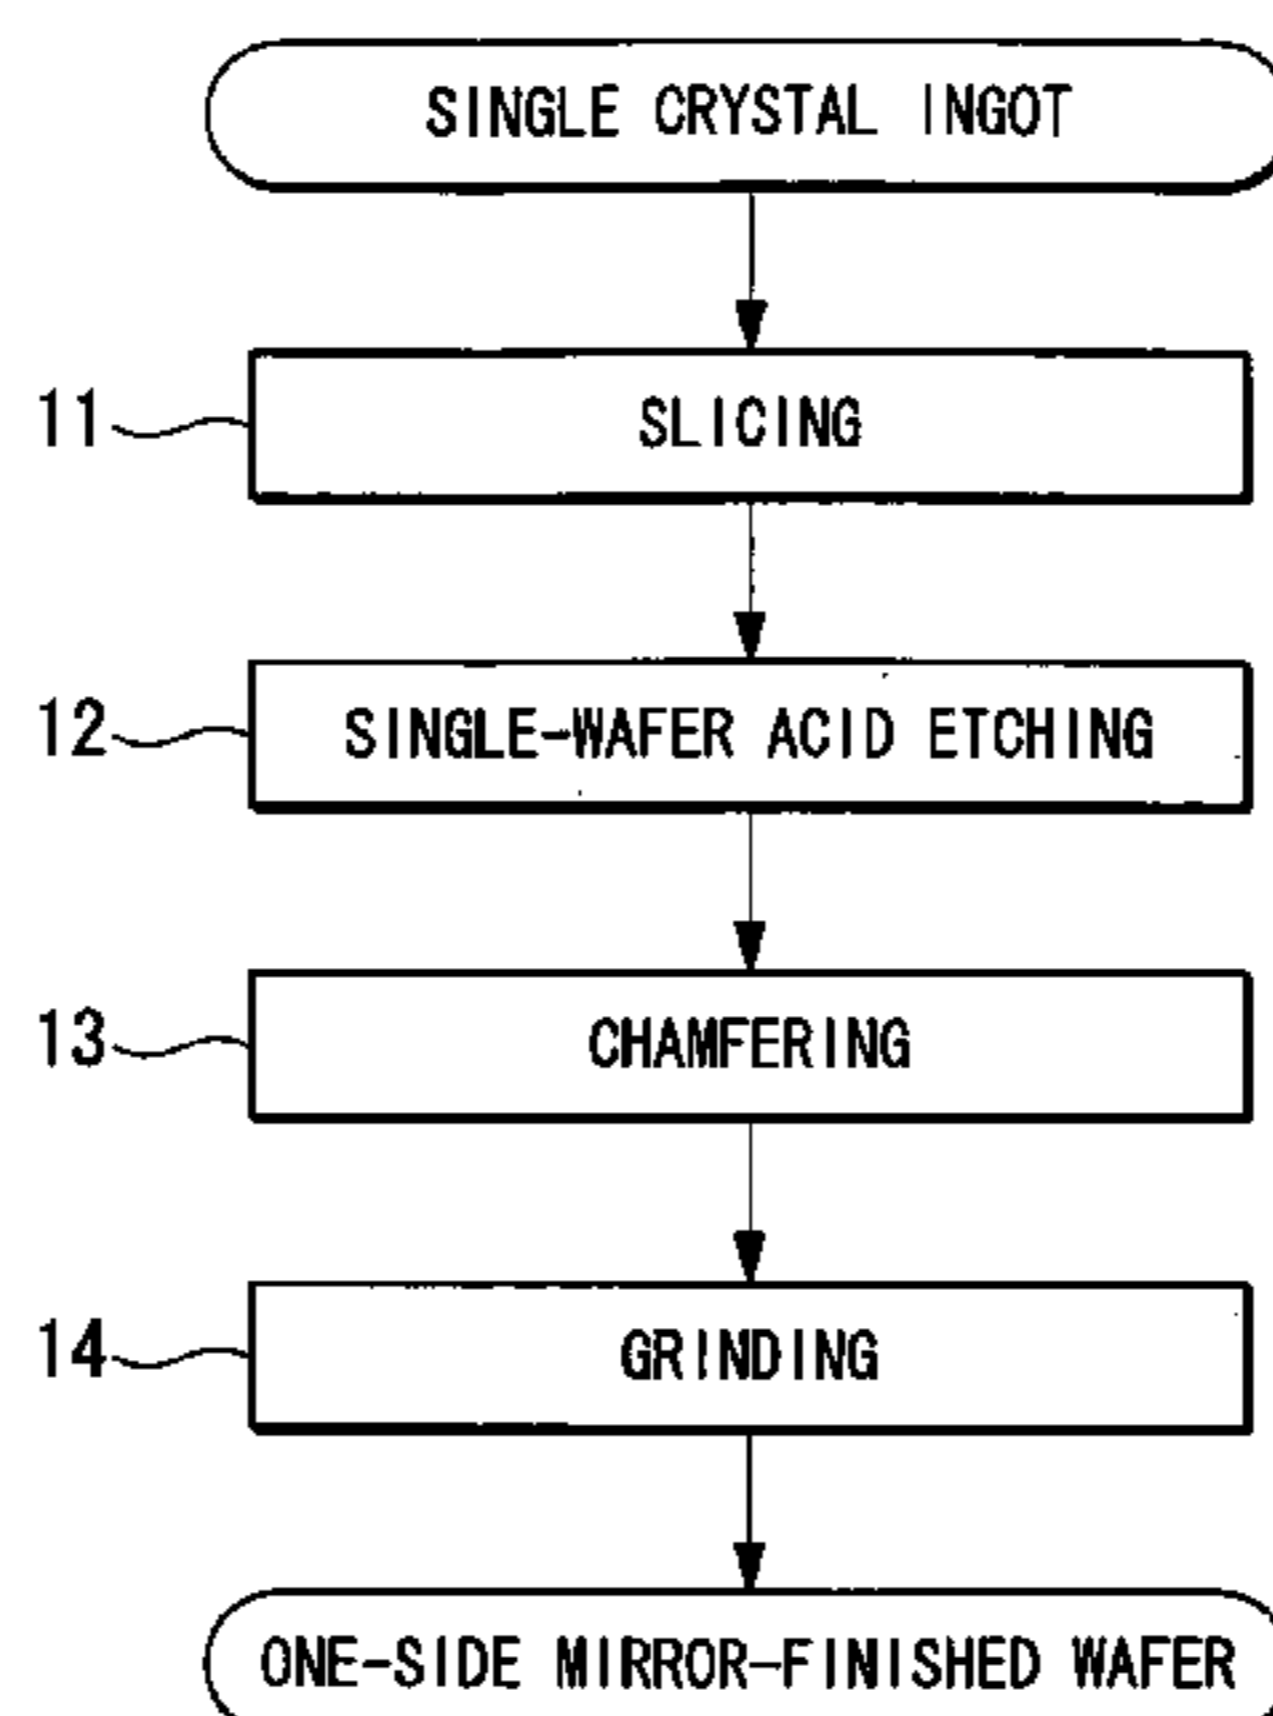 SINGLE CRYSTAL INGOT
11 SLICING
12 SINGLE-WAFER ACID ETCHING
13 CHAMFERING
14 GRINDING
ONE-SIDE MIRROR-FINISHED WAFER